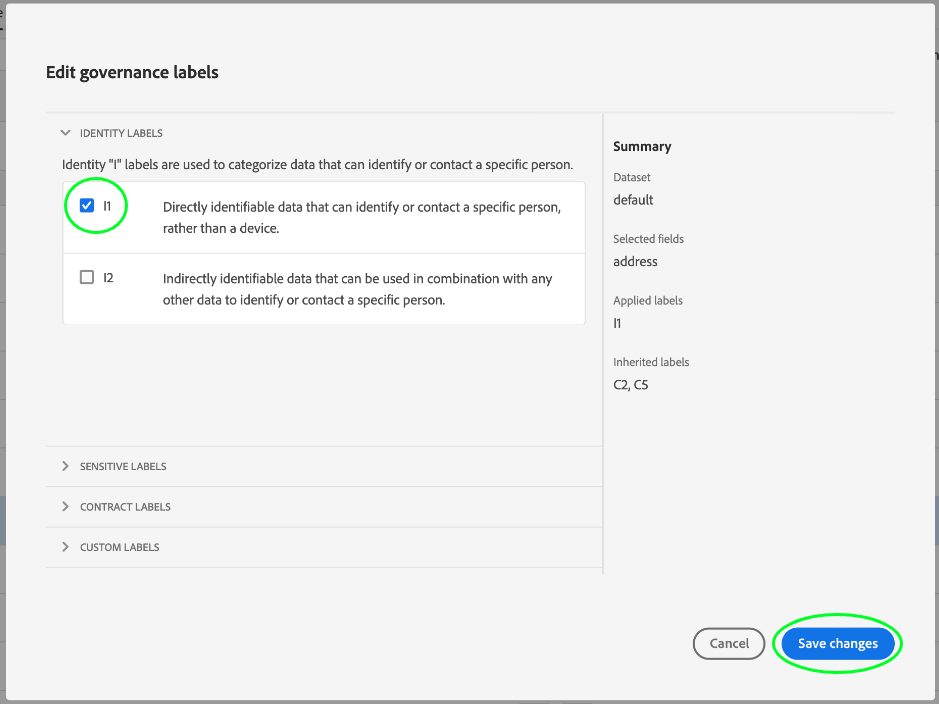 Edit governance labels
IDENTITY LABELS
Identity "I" labels are used to categorize data that can identify or contact a specific person.
I1
Directly identifiable data that can identify or contact a specific person,
rather than a device.
I2
Indirectly identifiable data that can be used in combination with any
other data to identify or contact a specific person.
SENSITIVE LABELS
CONTRACT LABELS
CUSTOM LABELS
Summary
Dataset
default
Selected fields
address
Applied labels
I1
Inherited labels
C2, C5
Cancel
Save changes